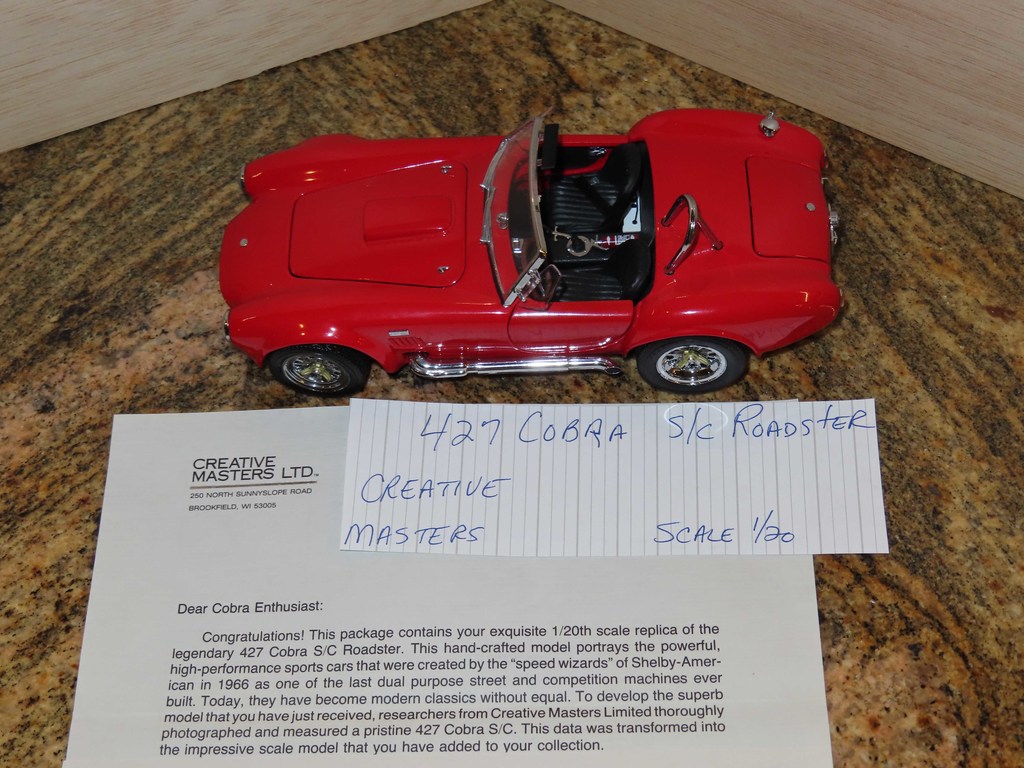 427 COBRA S/C ROADSTER
CREATIVE
MASTERS SCALE 1/20
CREATIVE
MASTERS LTD.™
250 NORTH SUNNYSLOPE ROAD
BROOKFIELD, WI 53005
Dear Cobra Enthusiast:
Congratulations! This package contains your exquisite 1/20th scale replica of the
legendary 427 Cobra S/C Roadster. This hand-crafted model portrays the powerful,
high-performance sports cars that were created by the "speed wizards" of Shelby-Amer-
ican in 1966 as one of the last dual purpose street and competition machines ever
built. Today, they have become modern classics without equal. To develop the superb
model that you have just received, researchers from Creative Masters Limited thoroughly
photographed and measured a pristine 427 Cobra S/C. This data was transformed into
the impressive scale model that you have added to your collection.